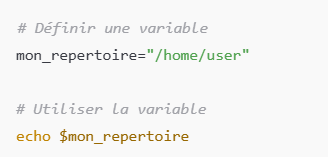 # Définir une variable
mon_repertoire="/home/user"
# Utiliser la variable
echo $mon_repertoire